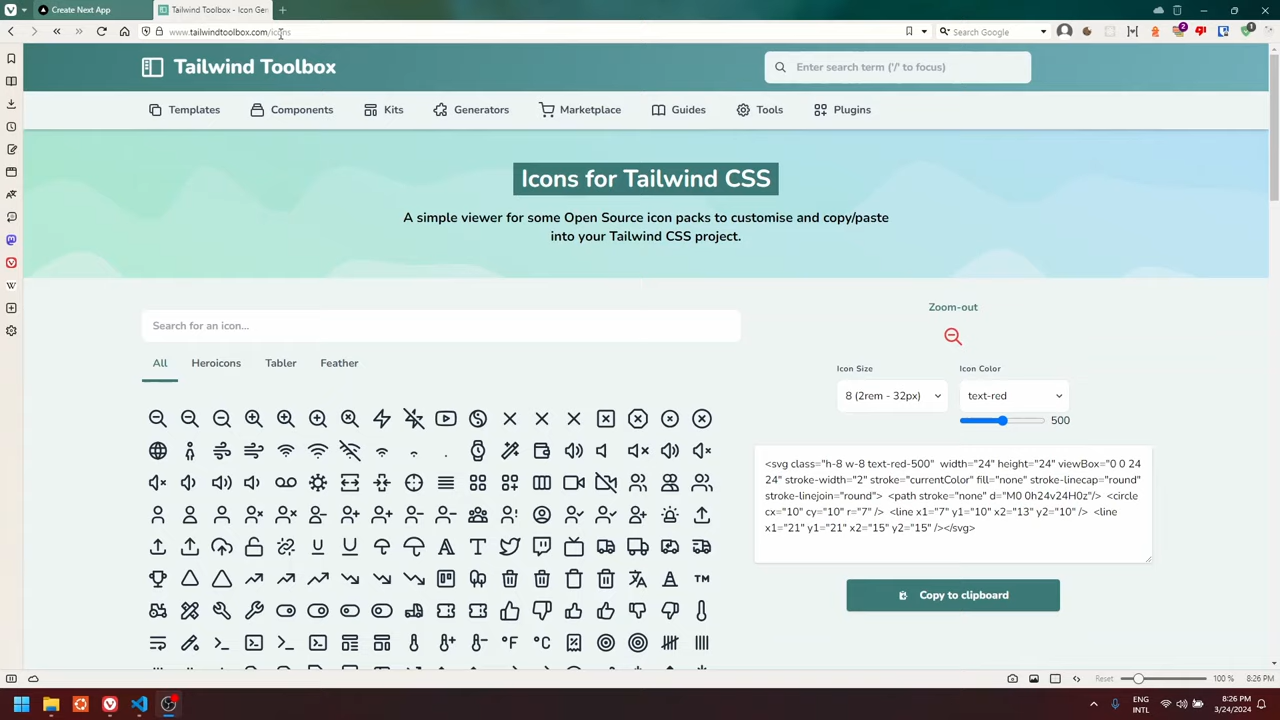 Create Next App
Tailwind Toolbox - Icon Ge
www.tailwindtoolbox.com/icons
Search Google
2
1
Tailwind Toolbox
Enter search term ('/' to focus)
Templates
Components
Kits
Generators
Marketplace
Guides
Tools
Plugins
Icons for Tailwind CSS
A simple viewer for some Open Source icon packs to customise and copy/paste
into your Tailwind CSS project.
Search for an icon...
All
Heroicons
Tabler
Feather
Zoom-out
Icon Size
Icon Color
8 (2rem - 32px)
text-red
500
<svg class="h-8 w-8 text-red-500"  width="24" height="24" viewBox="0 0 24
24" stroke-width="2" stroke="currentColor" fill="none" stroke-linecap="round"
stroke-linejoin="round">  <path stroke="none" d="M0 0h24v24H0z"/>  <circle
cx="10" cy="10" r="7" />  <line x1="7" y1="10" x2="13" y2="10" />  <line
x1="21" y1="21" x2="15" y2="15" /></svg>
Copy to clipboard
TM
°F
°C
Reset
100 %
8:26 PM
ENG
INTL
8:26 PM
3/24/2024